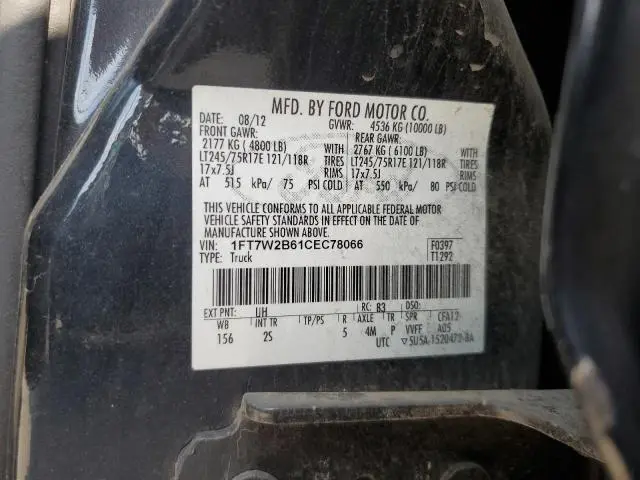 MFD. BY FORD MOTOR CO.
DATE: 08/12 GVWR: 4536 KG (10000 LB)
FRONT GAWR: REAR GAWR:
2177 KG ( 4800 LB) WITH 2767 KG ( 6100 LB) WITH
LT245/75R17E 121/118R TIRES LT245/75R17E 121/118R TIRES
17x7.5J RIMS 17x7.5J RIMS
AT 515 kPa/ 75 PSI COLD AT 550 kPa/ 80 PSI COLD
THIS VEHICLE CONFORMS TO ALL APPLICABLE FEDERAL MOTOR
VEHICLE SAFETY STANDARDS IN EFFECT ON THE DATE OF
MANUFACTURE SHOWN ABOVE.
VIN: 1FT7W2B61CEC78066 F0397
TYPE: Truck T1292
EXT PNT: UH RC: 83 DSO:
WB INT TR TP/PS R AXLE TR SPR CFA12
156 2S 5 4M P VVFF A05
UTC ▽5U5A-1520472-BA